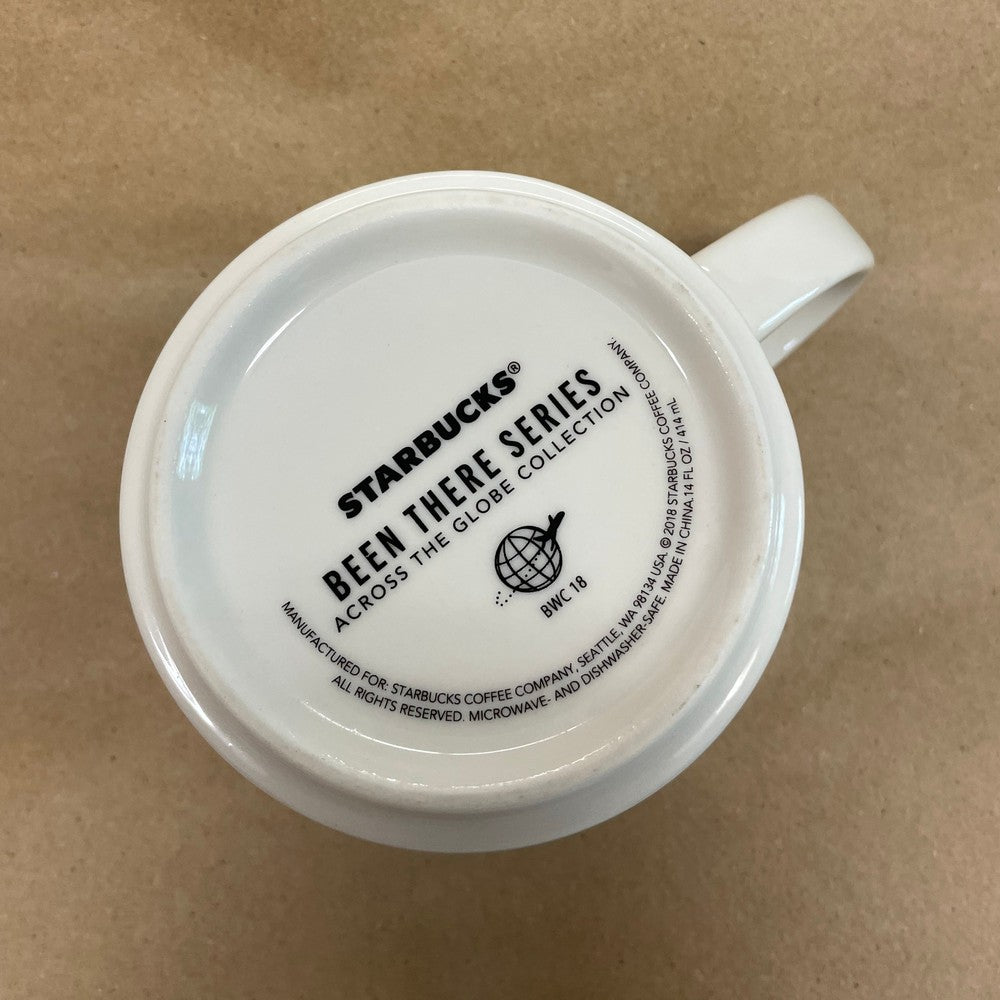 STARBUCKS®
BEEN THERE SERIES
ACROSS THE GLOBE COLLECTION
BWC 18
MANUFACTURED FOR: STARBUCKS COFFEE COMPANY, SEATTLE, WA 98134 USA. © 2018 STARBUCKS COFFEE COMPANY.
ALL RIGHTS RESERVED. MICROWAVE- AND DISHWASHER-SAFE. MADE IN CHINA.14 FL OZ / 414 mL